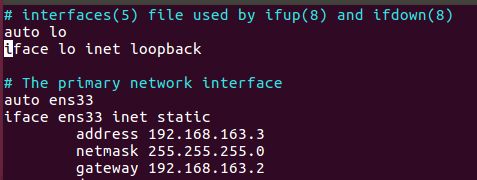 # interfaces(5) file used by ifup(8) and ifdown(8)
auto lo
iface lo inet loopback

# The primary network interface
auto ens33
iface ens33 inet static
        address 192.168.163.3
        netmask 255.255.255.0
        gateway 192.168.163.2